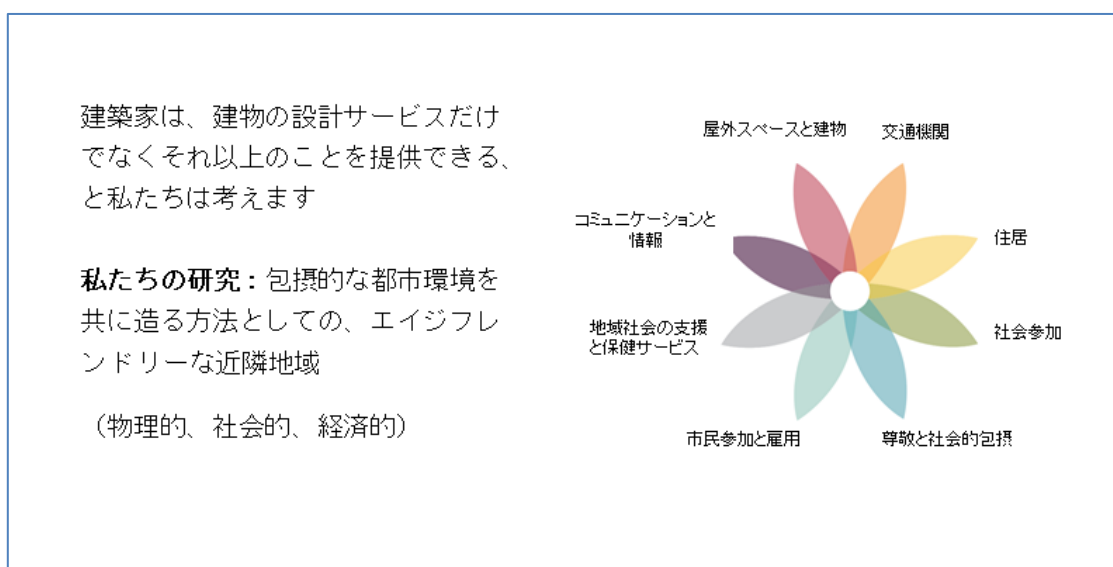 建築家は、建物の設計サービスだけ
でなくそれ以上のことを提供できる、
と私たちは考えます
私たちの研究：包摂的な都市環境を
共に造る方法としての、エイジフレ
ンドリーな近隣地域
（物理的、社会的、経済的）
屋外スペースと建物
交通機関
コミュニケーションと
情報
住居
地域社会の支援
と保健サービス
社会参加
市民参加と雇用
尊敬と社会的包摂